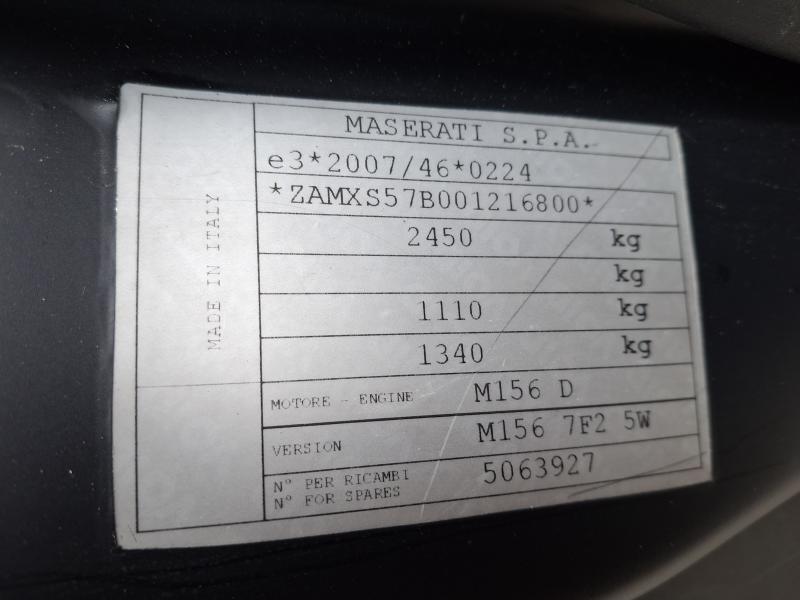 MASERATI S.P.A.
e3*2007/46*0224
*ZAMXS57B001216800*
2450 kg
kg
1110 kg
1340 kg
MOTORE - ENGINE M156 D
VERSION M156 7F2 5W
N° PER RICAMBI
N° FOR SPARES 5063927
MADE IN ITALY